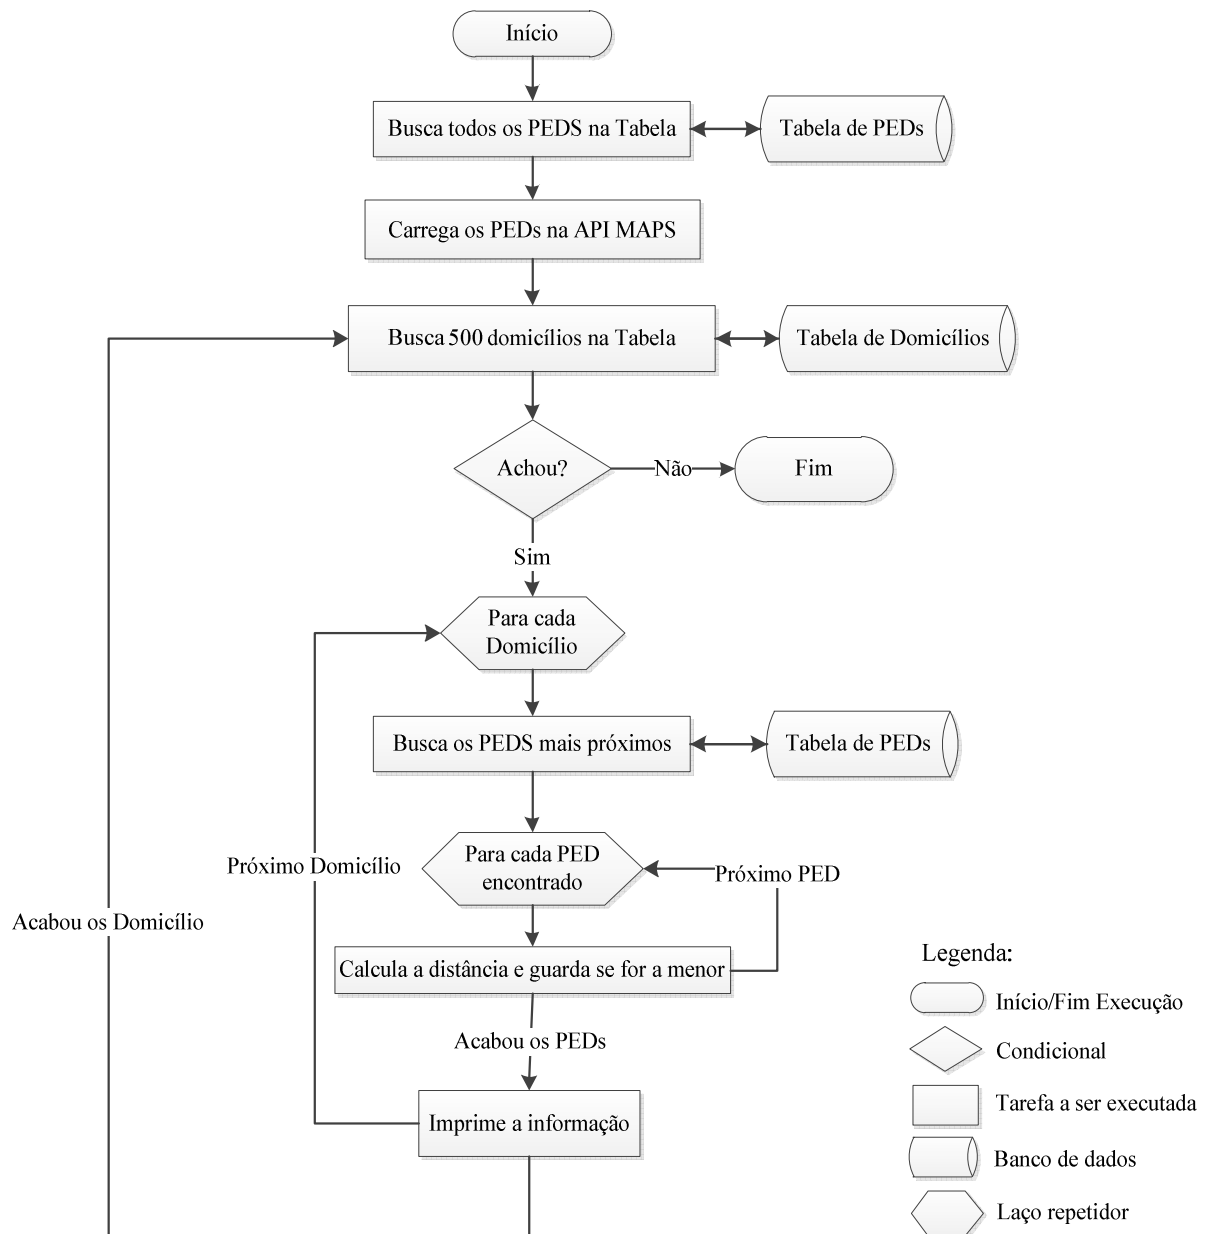 Início
Busca todos os PEDS na Tabela
Tabela de PEDs
Carrega os PEDs na API MAPS
Busca 500 domicílios na Tabela
Tabela de Domicílios
Achou?
Não
Fim
Sim
Para cada
Domicílio
Busca os PEDS mais próximos
Tabela de PEDs
Para cada PED
encontrado
Próximo Domicílio
Próximo PED
Acabou os Domicílio
Calcula a distância e guarda se for a menor
Acabou os PEDs
Imprime a informação
Legenda:
Início/Fim Execução
Condicional
Tarefa a ser executada
Banco de dados
Laço repetidor